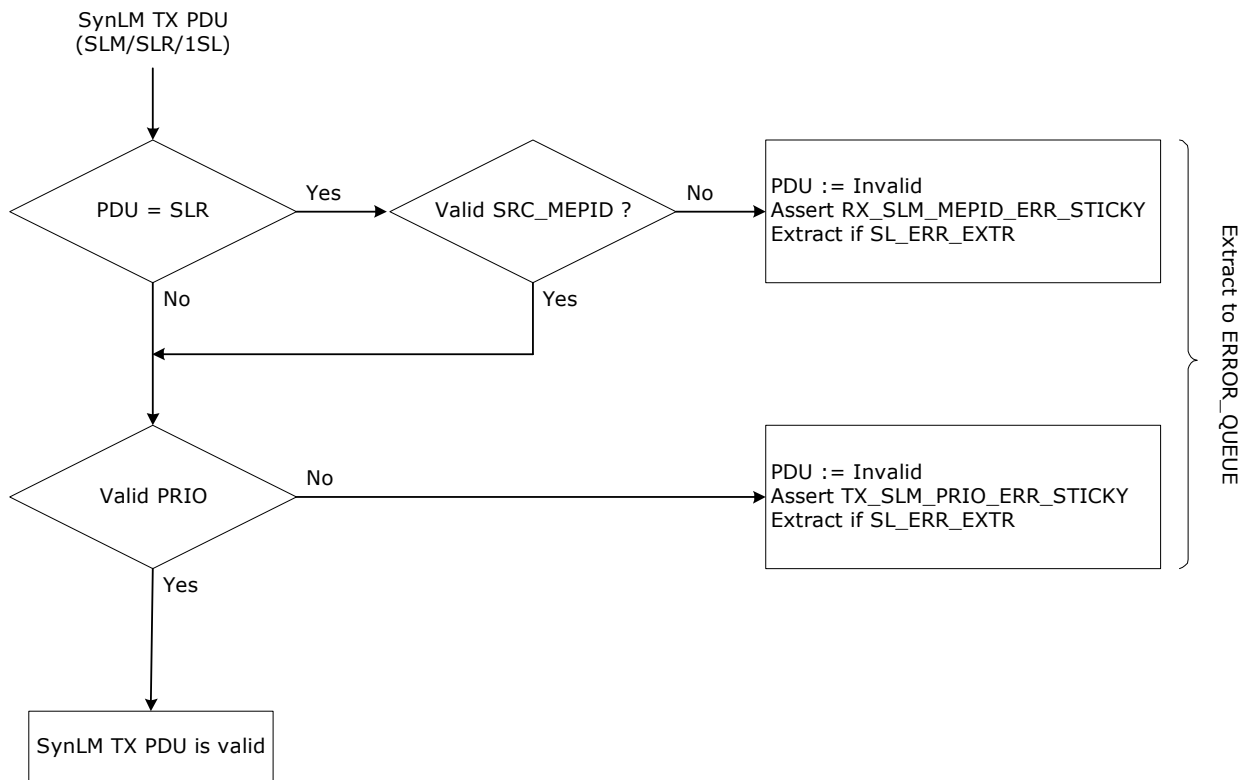 SynLM TX PDU
(SLM/SLR/1SL)
PDU = SLR
Yes
Valid SRC_MEPID ?
No
PDU := Invalid
Assert RX_SLM_MEPID_ERR_STICKY
Extract if SL_ERR_EXTR
No
Yes
Extract to ERROR_QUEUE
Valid PRIO
No
PDU := Invalid
Assert TX_SLM_PRIO_ERR_STICKY
Extract if SL_ERR_EXTR
Yes
SynLM TX PDU is valid